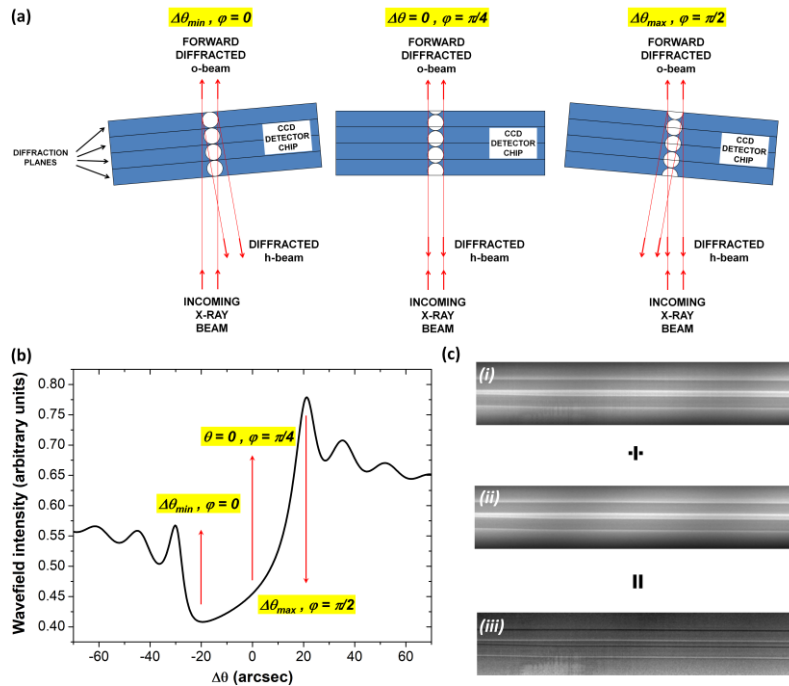 (a)
Δθmin , φ = 0
Δθ = 0 , φ = π/4
Δθmax , φ = π/2
FORWARD
DIFFRACTED
o-beam
FORWARD
DIFFRACTED
o-beam
FORWARD
DIFFRACTED
o-beam
DIFFRACTION
PLANES
CCD
DETECTOR
CHIP
CCD
DETECTOR
CHIP
CCD
DETECTOR
CHIP
DIFFRACTED
h-beam
DIFFRACTED
h-beam
DIFFRACTED
h-beam
INCOMING
X-RAY
BEAM
INCOMING
X-RAY
BEAM
INCOMING
X-RAY
BEAM
(b)
Wavefield intensity (arbitrary units)
0.80
0.75
0.70
0.65
0.60
0.55
0.50
0.45
0.40
θ = 0 , φ = π/4
Δθmin , φ = 0
Δθmax , φ = π/2
-60
-40
-20
0
20
40
60
Δθ (arcsec)
(c)
(i)
÷
(ii)
=
(iii)